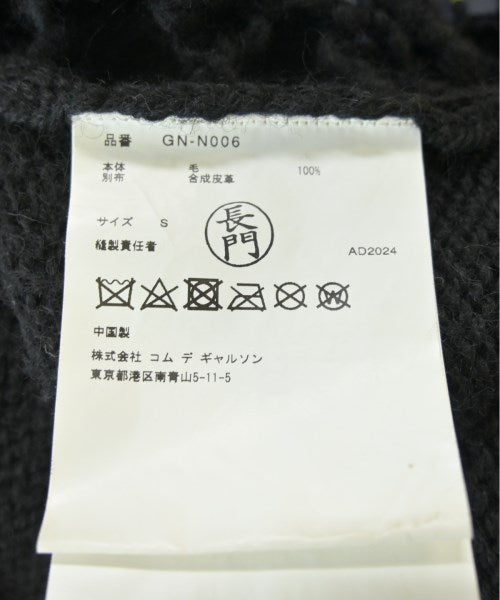 品番 GN-N006
本体 毛 100%
別布 合成皮革
サイズ S
縫製責任者 長門
AD2024
中国製
株式会社 コム デ ギャルソン
東京都港区南青山5-11-5